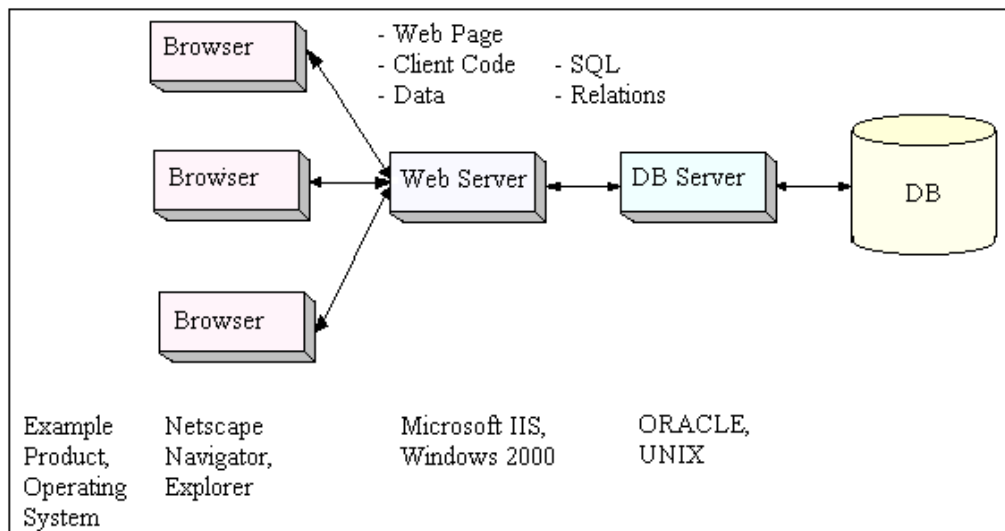 Browser
- Web Page
- Client Code
- Data
- SQL
- Relations
Browser
Web Server
DB Server
DB
Browser
Example
Product,
Operating
System
Netscape
Navigator,
Explorer
Microsoft IIS,
Windows 2000
ORACLE,
UNIX